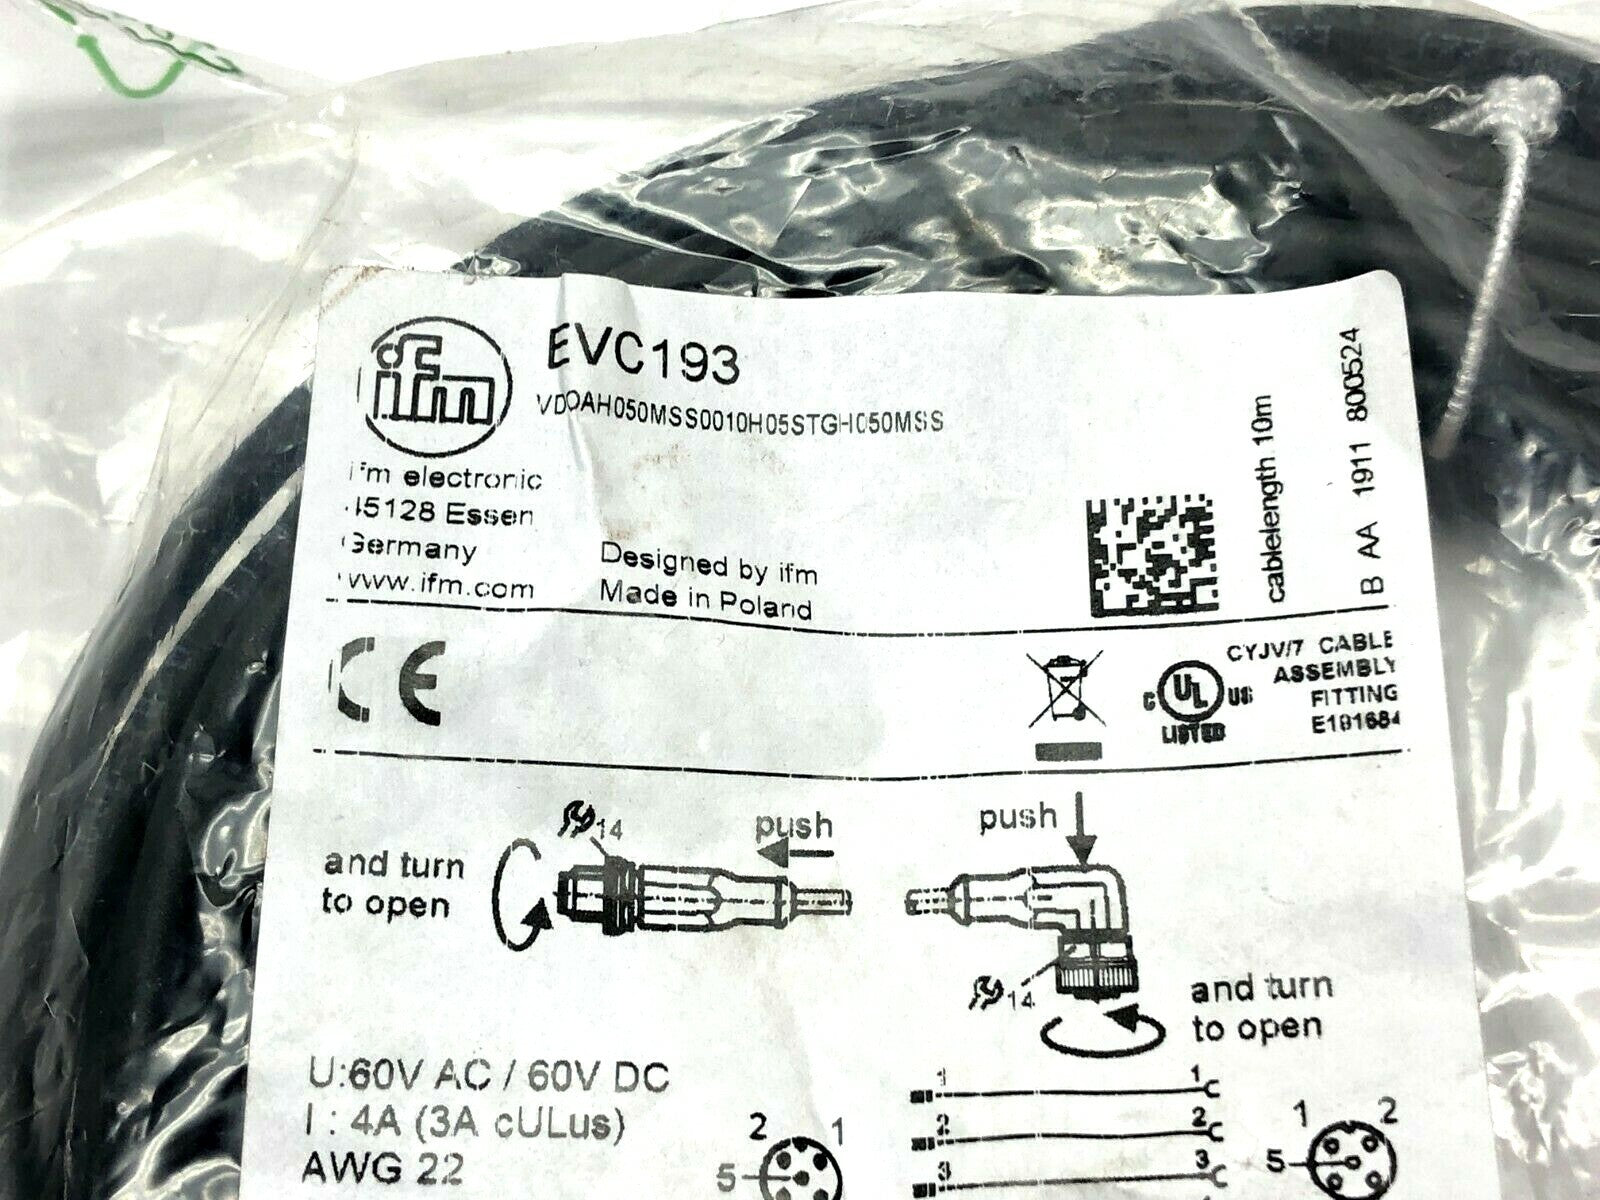 ifm
EVC193
VDOAH050MSS0010H05STGH050MSS
ifm electronic
45128 Essen
Germany
www.ifm.com
Designed by ifm
Made in Poland
cablelength 10m
B AA 1911 800524
CE
C UL US
LISTED
CYJV/7 CABLE
ASSEMBLY
FITTING
E191684
14
push
and turn
to open
push
14
and turn
to open
U:60V AC / 60V DC
I : 4A (3A cULus)
AWG 22
2 1
5
1 1
2 2
3 3
1 2
5